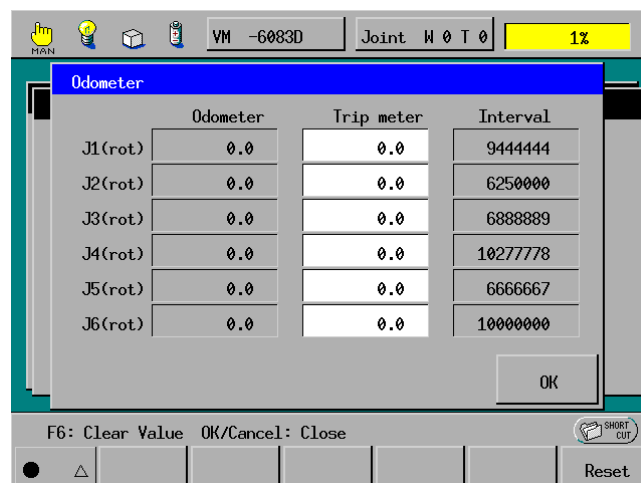 MAN VM -6083D Joint W 0 T 0 1%
Odometer
Odometer Trip meter Interval
J1(rot) 0.0 0.0 9444444
J2(rot) 0.0 0.0 6250000
J3(rot) 0.0 0.0 6888889
J4(rot) 0.0 0.0 10277778
J5(rot) 0.0 0.0 6666667
J6(rot) 0.0 0.0 10000000
OK
F6: Clear Value OK/Cancel: Close SHORT CUT
Reset